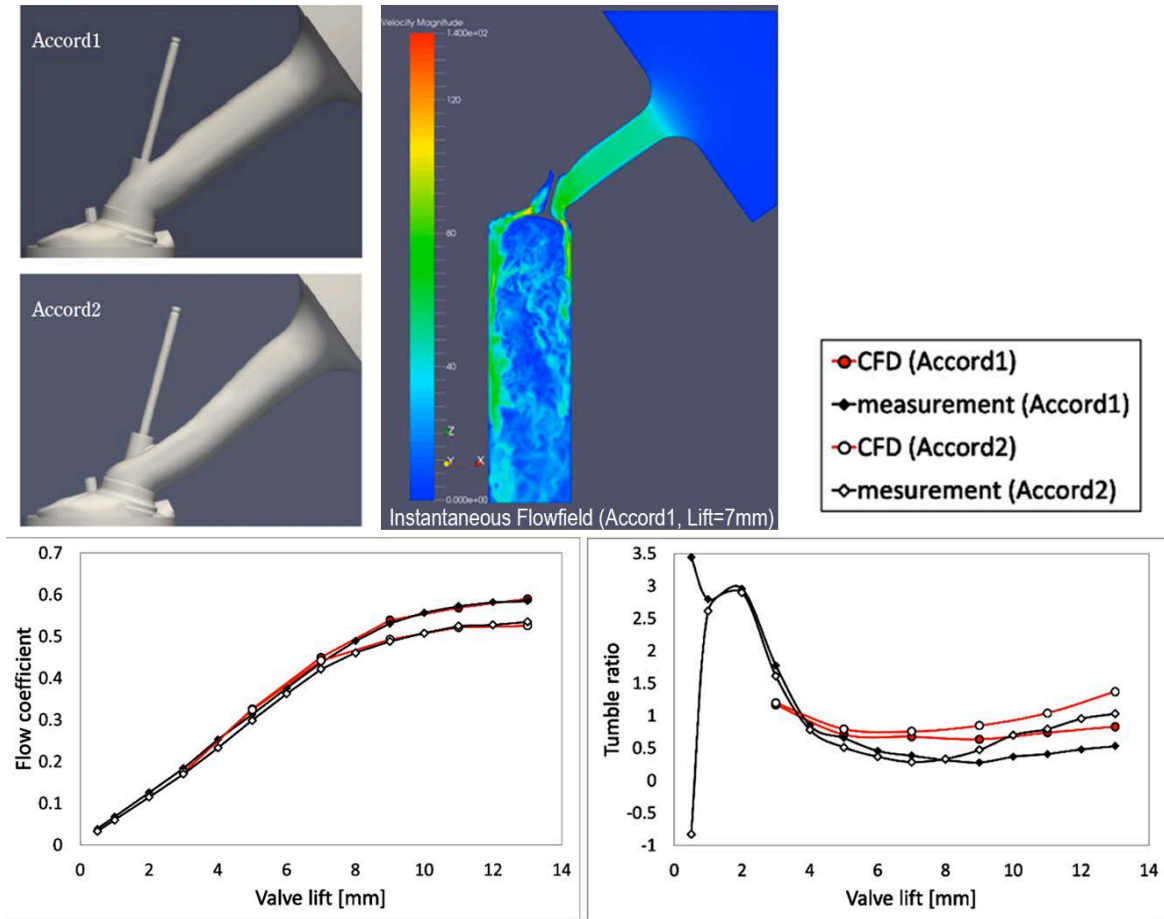 Accord1
Accord2
Velocity Magnitude
1.400e+02
120
80
40
0.000e+00
Z
Y
X
Instantaneous Flowfield (Accord1, Lift=7mm)
CFD (Accord1)
measurement (Accord1)
CFD (Accord2)
mesurement (Accord2)
Flow coefficient
0.7
0.6
0.5
0.4
0.3
0.2
0.1
0
0 2 4 6 8 10 12 14
Valve lift [mm]
Tumble ratio
3.5
3
2.5
2
1.5
1
0.5
0
-0.5
-1
0 2 4 6 8 10 12 14
Valve lift [mm]